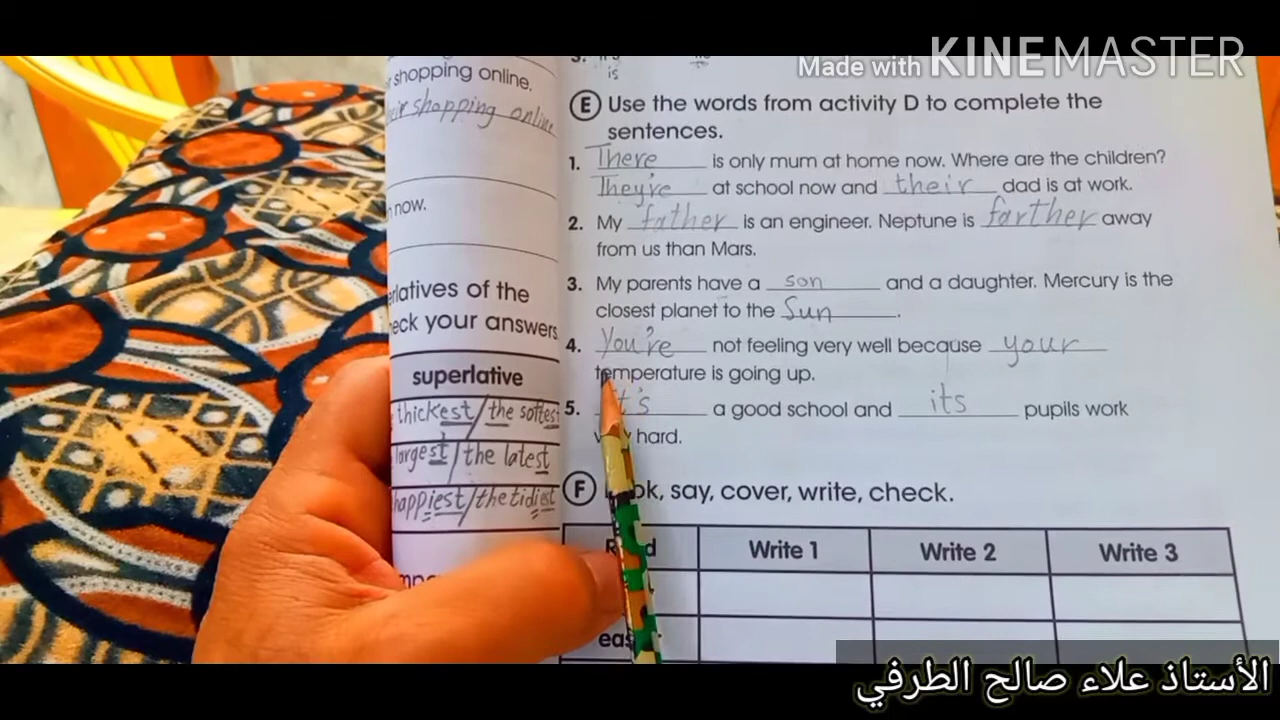 Made with KINEMASTER
shopping online.
shopping online
now.
rlatives of the
eck your answers
superlative
thickest/the softest
largest/the latest
happiest/the tidiest
is
E Use the words from activity D to complete the
sentences.
1. There is only mum at home now. Where are the children?
They're at school now and their dad is at work.
2. My father is an engineer. Neptune is farther away
from us than Mars.
3. My parents have a son and a daughter. Mercury is the
closest planet to the Sun.
4. You're not feeling very well because your
temperature is going up.
5. It's a good school and its pupils work
hard.
F say, cover, write, check.
Write 1 Write 2 Write 3
الأستاذ علاء صالح الطرفي